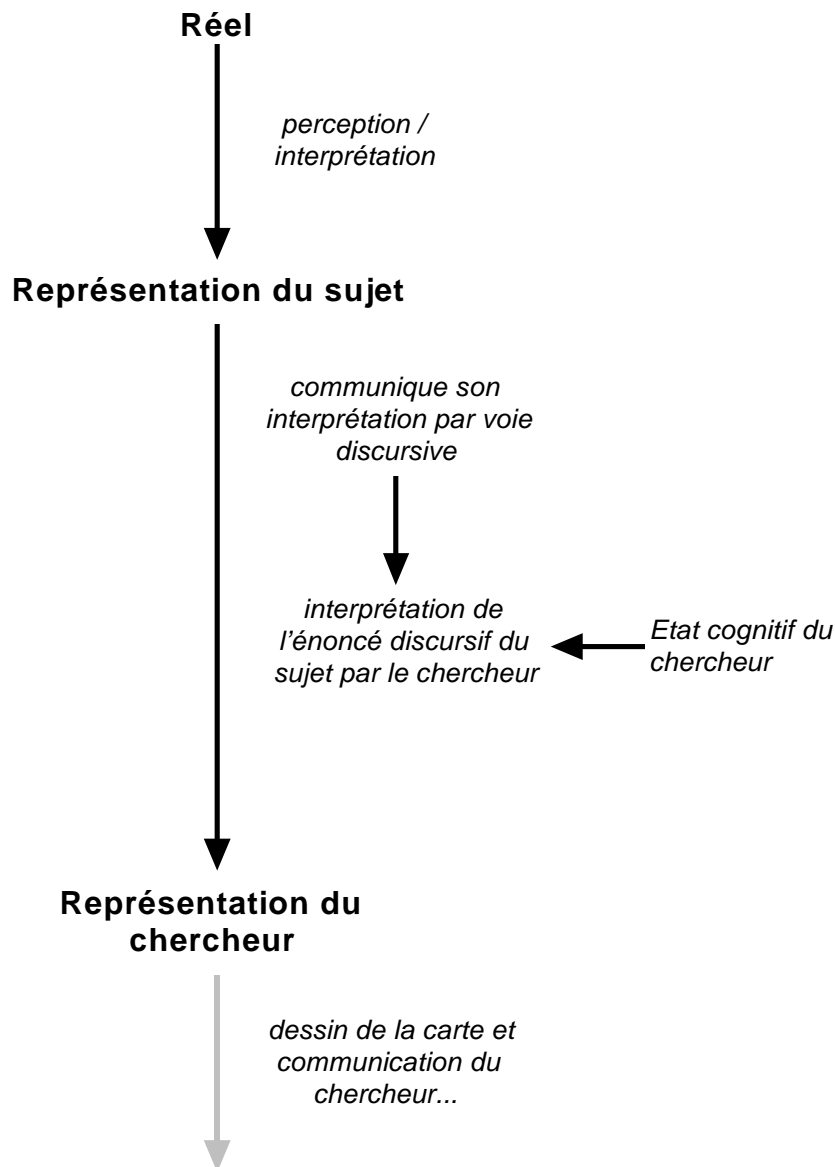 Réel
perception /
interprétation
Représentation du sujet
communique son
interprétation par voie
discursive
interprétation de
l'énoncé discursif du
sujet par le chercheur
Etat cognitif du
chercheur
Représentation du
chercheur
dessin de la carte et
communication du
chercheur...